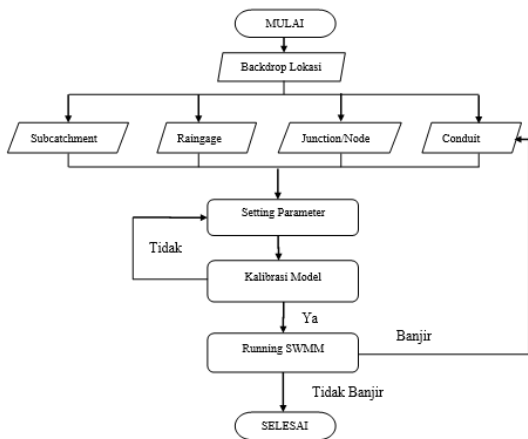 MULAI
Backdrop Lokasi
Subcatchment
Raingage
Junction/Node
Conduit
Setting Parameter
Tidak
Kalibrasi Model
Ya
Running SWMM
Banjir
Tidak Banjir
SELESAI